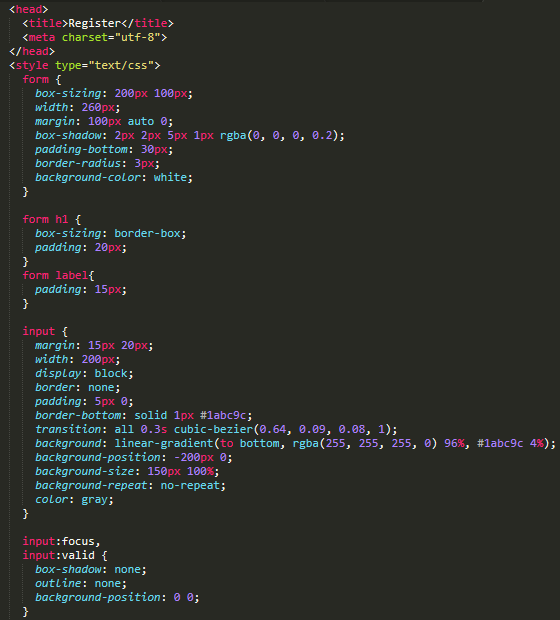 <head>
<title>Register</title>
<meta charset="utf-8">
</head>
<style type="text/css">
form {
box-sizing: 200px 100px;
width: 260px;
margin: 100px auto 0;
box-shadow: 2px 2px 5px 1px rgba(0, 0, 0, 0.2);
padding-bottom: 30px;
border-radius: 3px;
background-color: white;
}
form h1 {
box-sizing: border-box;
padding: 20px;
}
form label{
padding: 15px;
}
input {
margin: 15px 20px;
width: 200px;
display: block;
border: none;
padding: 5px 0;
border-bottom: solid 1px #1abc9c;
transition: all 0.3s cubic-bezier(0.64, 0.09, 0.08, 1);
background: linear-gradient(to bottom, rgba(255, 255, 255, 0) 96%, #1abc9c 4%);
background-position: -200px 0;
background-size: 150px 100%;
background-repeat: no-repeat;
color: gray;
}
input:focus,
input:valid {
box-shadow: none;
outline: none;
background-position: 0 0;
}